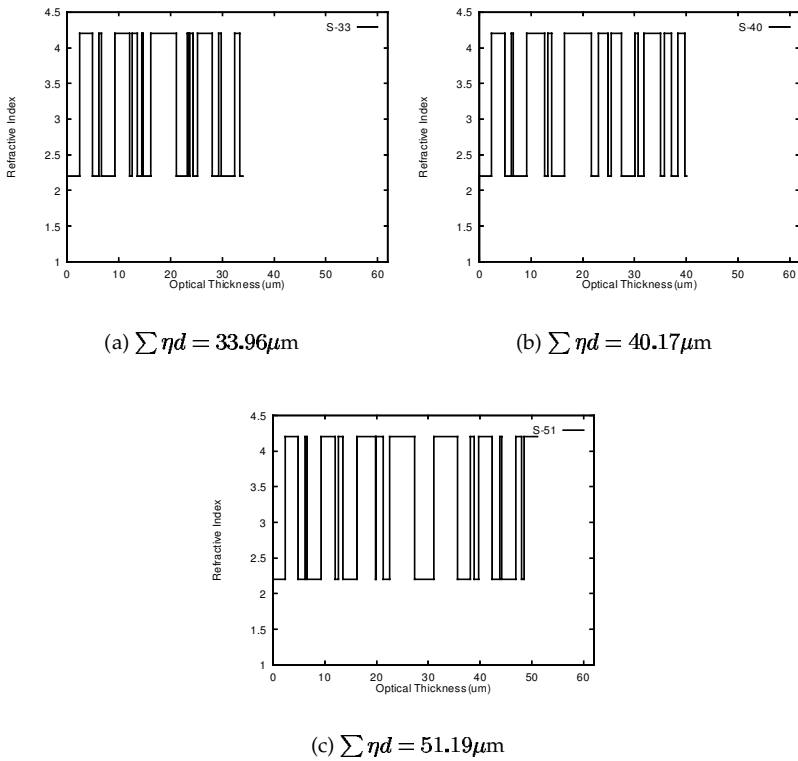 4.5
4
3.5
3
2.5
2
1.5
1
Refractive Index
S-33
0 10 20 30 40 50 60
Optical Thickness(um)
(a) ∑ ηd = 33.96μm
4.5
4
3.5
3
2.5
2
1.5
1
Refractive Index
S-40
0 10 20 30 40 50 60
Optical Thickness(um)
(b) ∑ ηd = 40.17μm
4.5
4
3.5
3
2.5
2
1.5
1
Refractive Index
S-51
0 10 20 30 40 50 60
Optical Thickness(um)
(c) ∑ ηd = 51.19μm